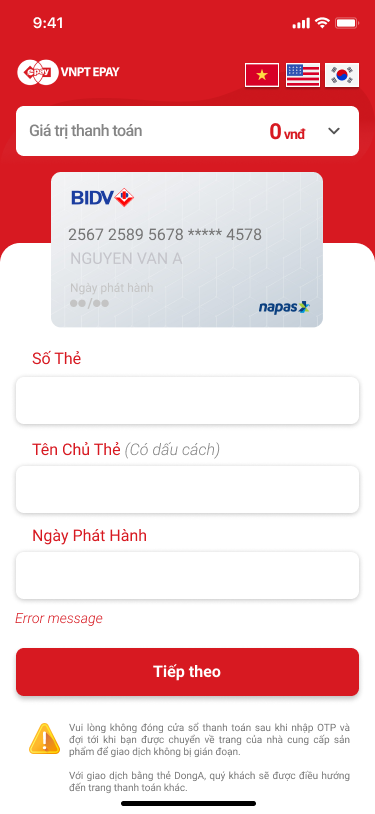 9:41
epay VNPT EPAY
Giá trị thanh toán 0 vnđ
BIDV
2567 2589 5678 ***** 4578
NGUYEN VAN A
Ngày phát hành
●●/●●
napas
Số Thẻ
Tên Chủ Thẻ (Có dấu cách)
Ngày Phát Hành
Error message
Tiếp theo
Vui lòng không đóng cửa sổ thanh toán sau khi nhập OTP và
đợi tới khi bạn được chuyển về trang của nhà cung cấp sản
phẩm để giao dịch không bị gián đoạn.
Với giao dịch bằng thẻ DongA, quý khách sẽ được điều hướng
đến trang thanh toán khác.